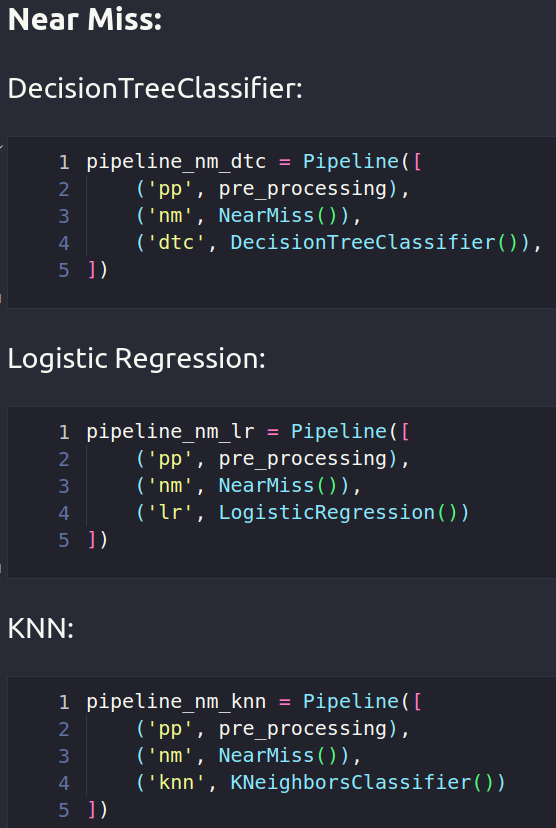 Near Miss:
DecisionTreeClassifier:
1 pipeline_nm_dtc = Pipeline([
2     ('pp', pre_processing),
3     ('nm', NearMiss()),
4     ('dtc', DecisionTreeClassifier()),
5 ])
Logistic Regression:
1 pipeline_nm_lr = Pipeline([
2     ('pp', pre_processing),
3     ('nm', NearMiss()),
4     ('lr', LogisticRegression())
5 ])
KNN:
1 pipeline_nm_knn = Pipeline([
2     ('pp', pre_processing),
3     ('nm', NearMiss()),
4     ('knn', KNeighborsClassifier())
5 ])